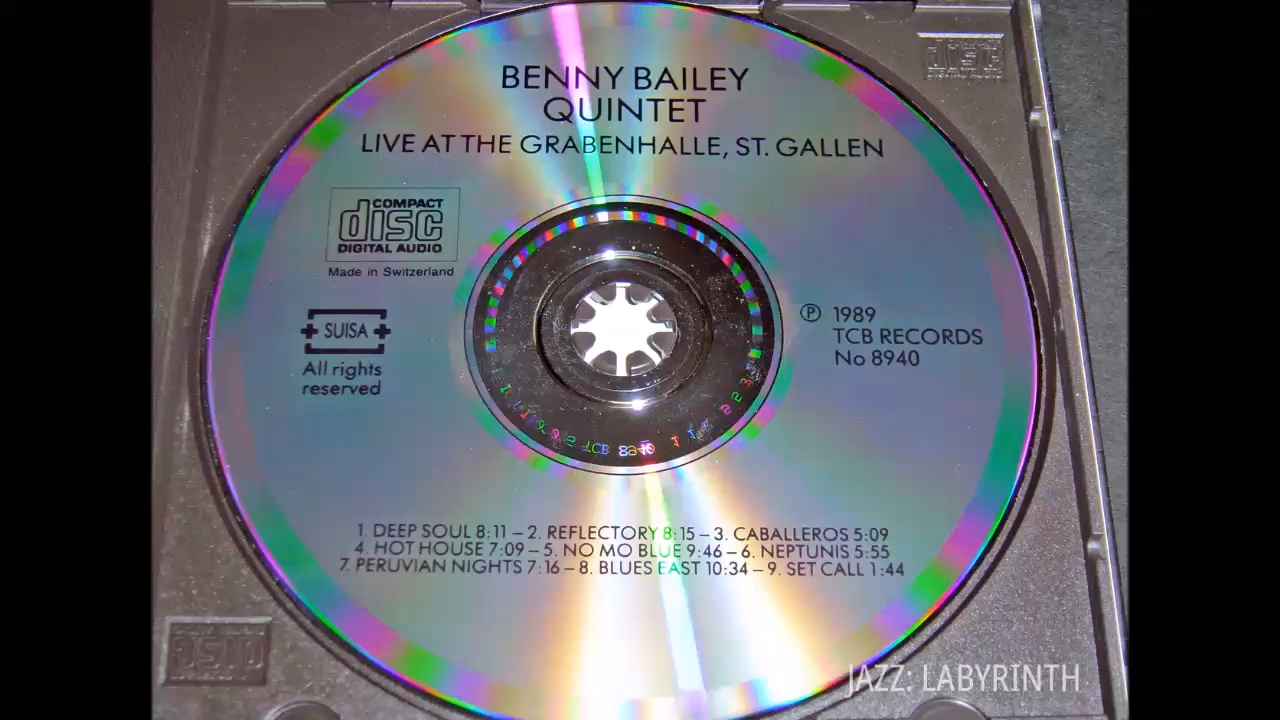 BENNY BAILEY
QUINTET
LIVE AT THE GRABENHALLE, ST. GALLEN
disc
COMPACT
disc
DIGITAL AUDIO
Made in Switzerland
SUISA
All rights
reserved
℗ 1989
TCB RECORDS
No 8940
TCB 8940
1. DEEP SOUL 8:11 – 2. REFLECTORY 8:15 – 3. CABALLEROS 5:09
4. HOT HOUSE 7:09 – 5. NO MO BLUE 9:46 – 6. NEPTUNIS 5:55
7. PERUVIAN NIGHTS 7:16 – 8. BLUES EAST 10:34 – 9. SET CALL 1:44
JAZZ: LABYRINTH